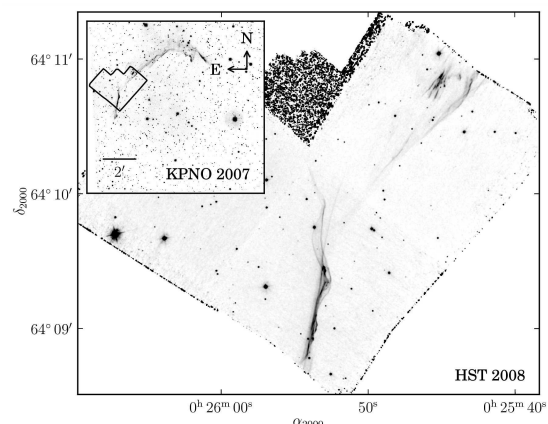 64° 11′
N
E
2′
KPNO 2007
64° 10′
δ2000
64° 09′
HST 2008
0h 26m 00s
50s
0h 25m 40s
α2000